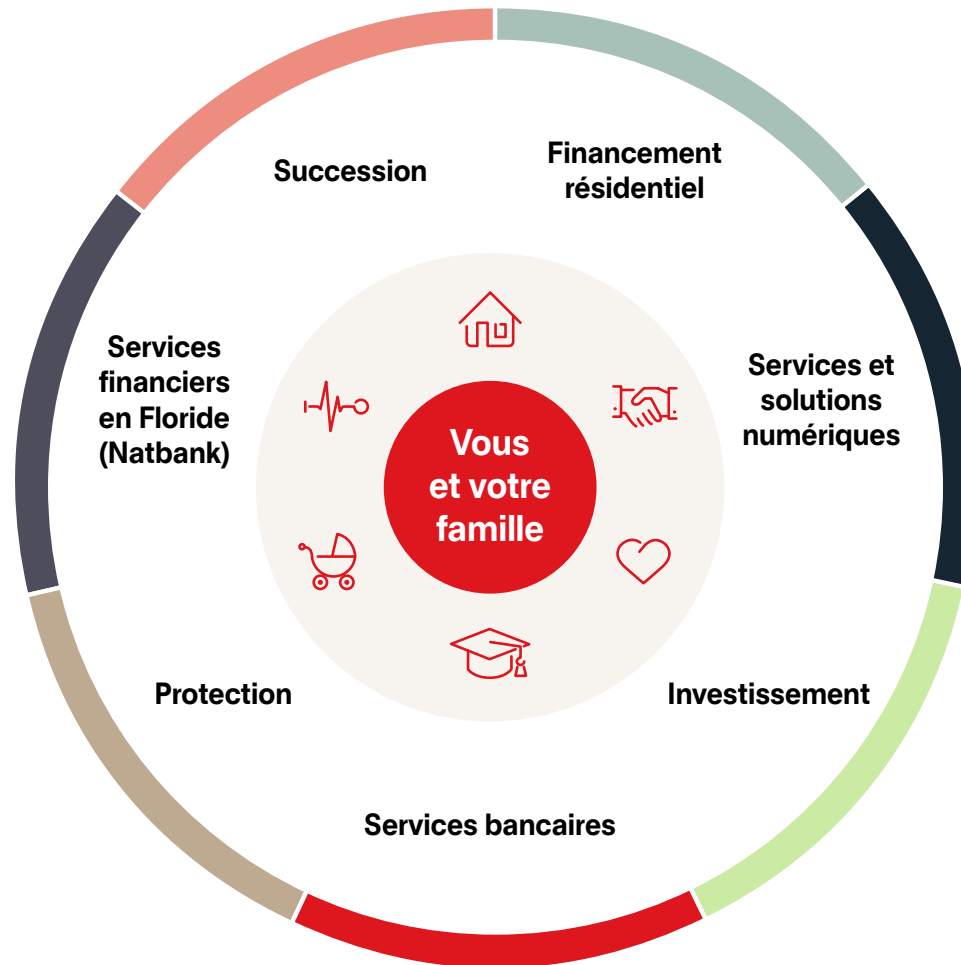 Succession
Financement
résidentiel
Services
financiers
en Floride
(Natbank)
Services et
solutions
numériques
Vous
et votre
famille
Protection
Investissement
Services bancaires